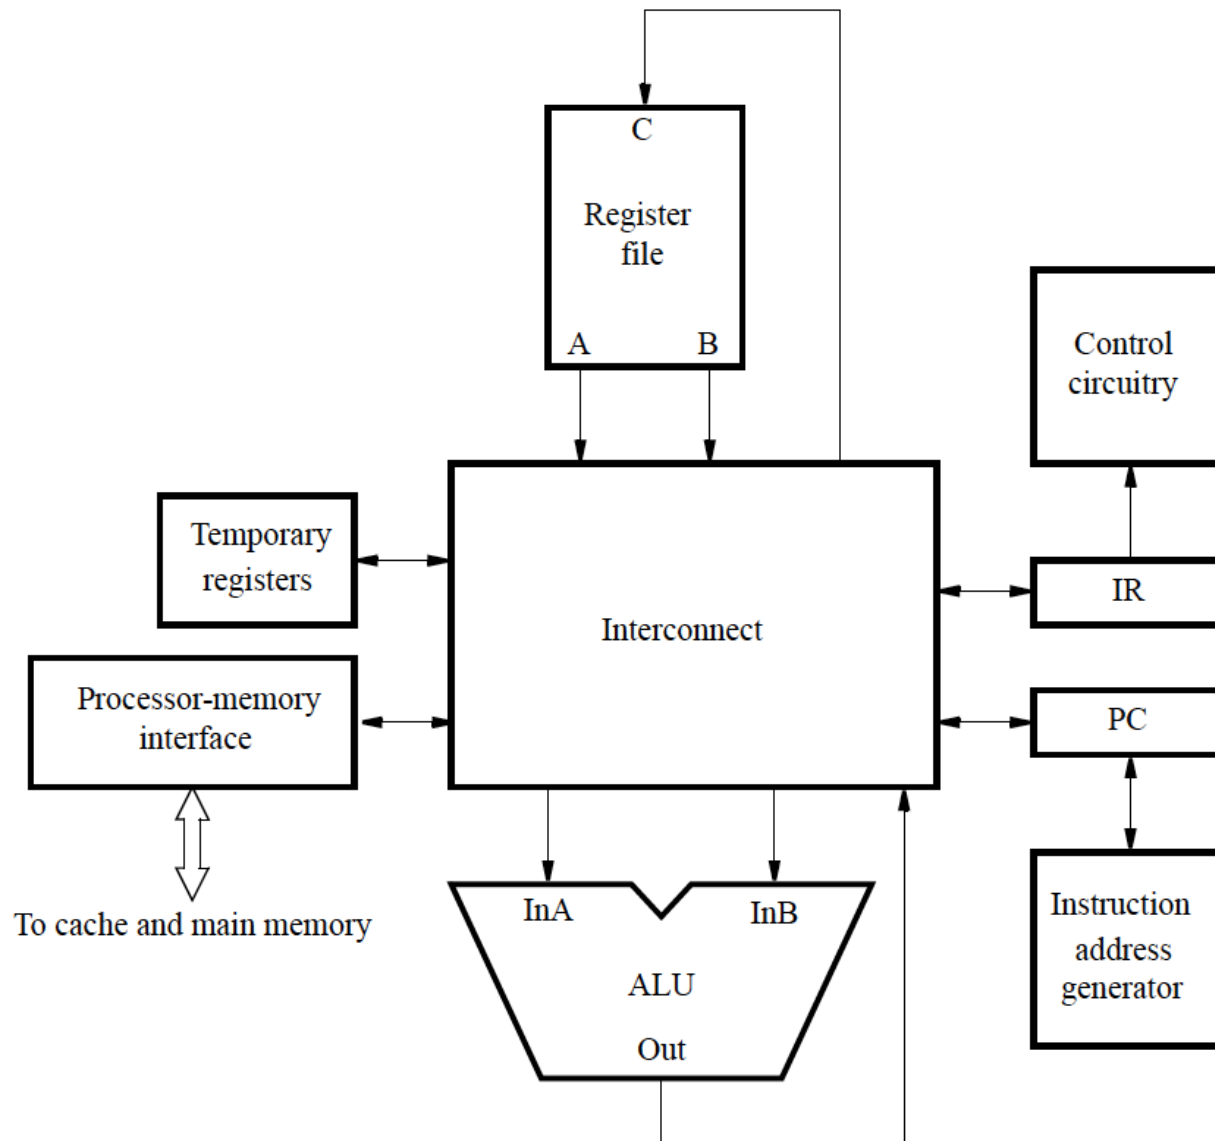 C
Register
file
A
B
Control
circuitry
Temporary
registers
Interconnect
IR
Processor-memory
interface
PC
To cache and main memory
InA
InB
ALU
Out
Instruction
address
generator